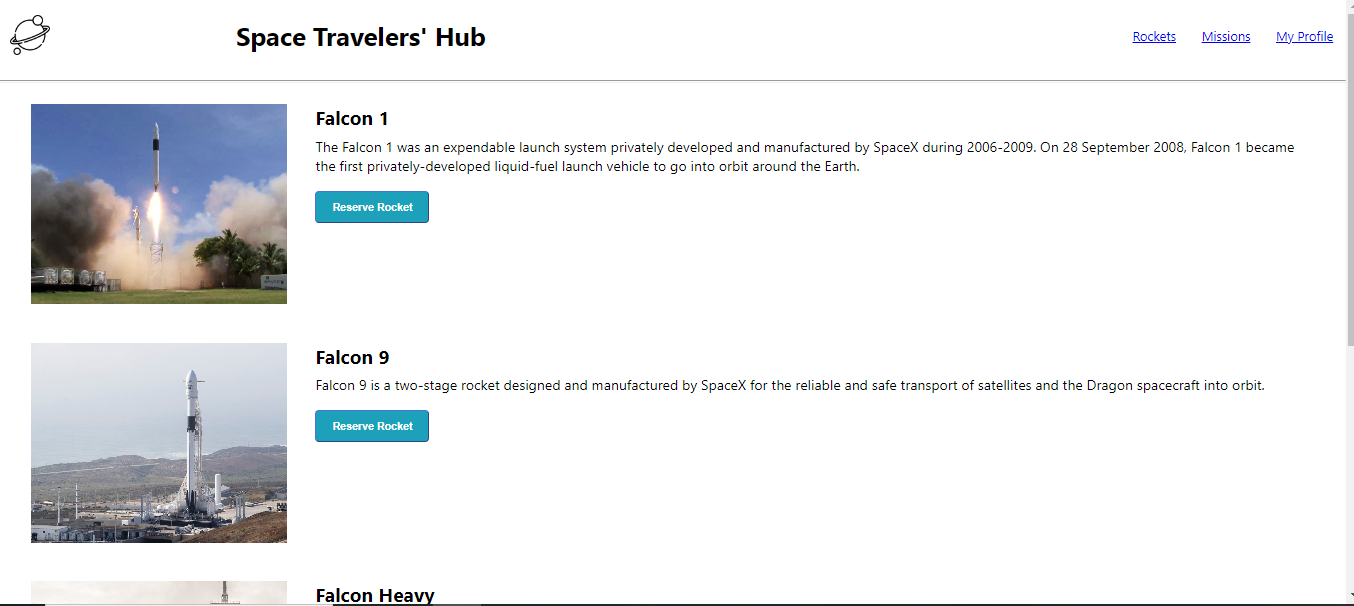 Space Travelers' Hub
Rockets
Missions
My Profile
Falcon 1
The Falcon 1 was an expendable launch system privately developed and manufactured by SpaceX during 2006-2009. On 28 September 2008, Falcon 1 became
the first privately-developed liquid-fuel launch vehicle to go into orbit around the Earth.
Reserve Rocket
Falcon 9
Falcon 9 is a two-stage rocket designed and manufactured by SpaceX for the reliable and safe transport of satellites and the Dragon spacecraft into orbit.
Reserve Rocket
Falcon Heavy